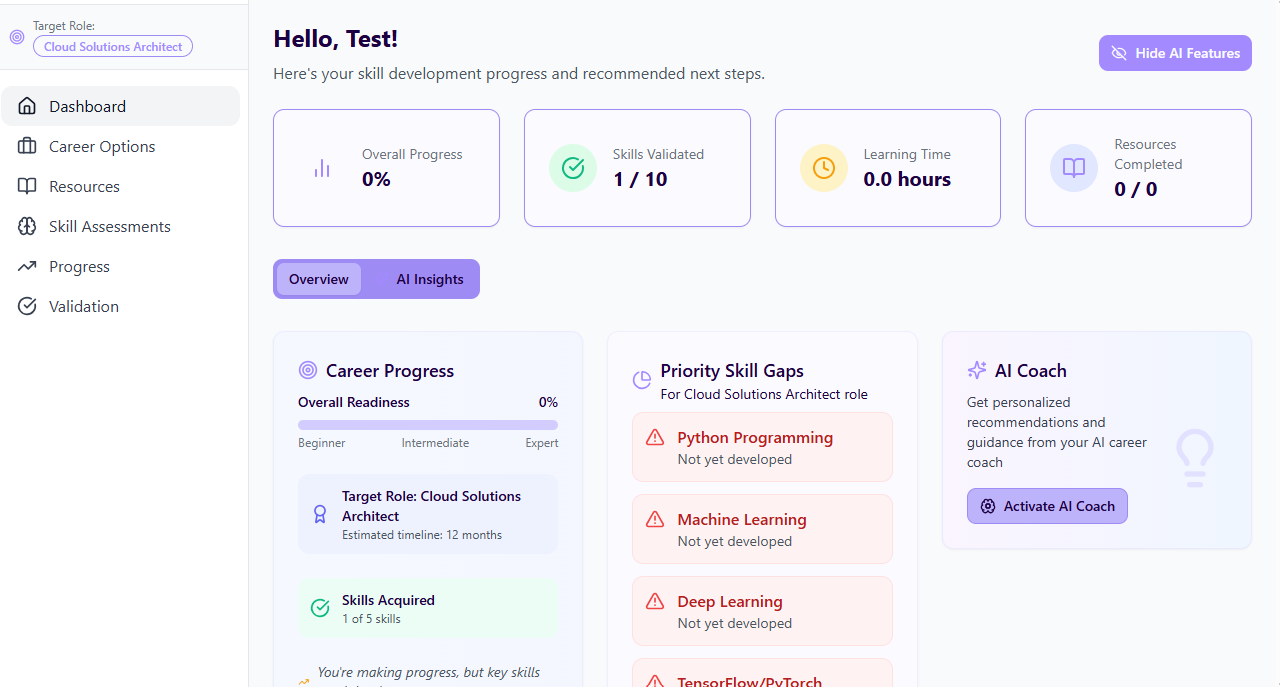 Target Role:
Cloud Solutions Architect
Dashboard
Career Options
Resources
Skill Assessments
Progress
Validation
Hello, Test!
Here's your skill development progress and recommended next steps.
Hide AI Features
Overall Progress
0%
Skills Validated
1 / 10
Learning Time
0.0 hours
Resources
Completed
0 / 0
Overview
AI Insights
Career Progress
Overall Readiness
0%
Beginner
Intermediate
Expert
Target Role: Cloud Solutions
Architect
Estimated timeline: 12 months
Skills Acquired
1 of 5 skills
You're making progress, but key skills
Priority Skill Gaps
For Cloud Solutions Architect role
Python Programming
Not yet developed
Machine Learning
Not yet developed
Deep Learning
Not yet developed
TensorFlow/PyTorch
AI Coach
Get personalized
recommendations and
guidance from your AI career
coach
Activate AI Coach